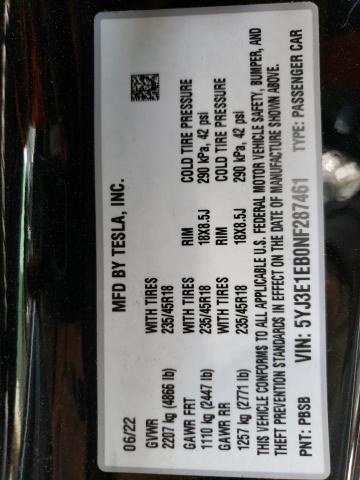 MFD BY TESLA, INC.
06/22
GVWR WITH TIRES RIM COLD TIRE PRESSURE
2207 kg (4866 lb) 235/45R18 18X8.5J 290 kPa, 42 psi
GAWR FRT WITH TIRES RIM COLD TIRE PRESSURE
1110 kg (2447 lb) 235/45R18 18X8.5J 290 kPa, 42 psi
GAWR RR
1257 kg (2771 lb)
THIS VEHICLE CONFORMS TO ALL APPLICABLE U.S. FEDERAL MOTOR VEHICLE SAFETY, BUMPER, AND
THEFT PREVENTION STANDARDS IN EFFECT ON THE DATE OF MANUFACTURE SHOWN ABOVE.
PNT: PBSB VIN: 5YJ3E1EB0NF287461 TYPE: PASSENGER CAR